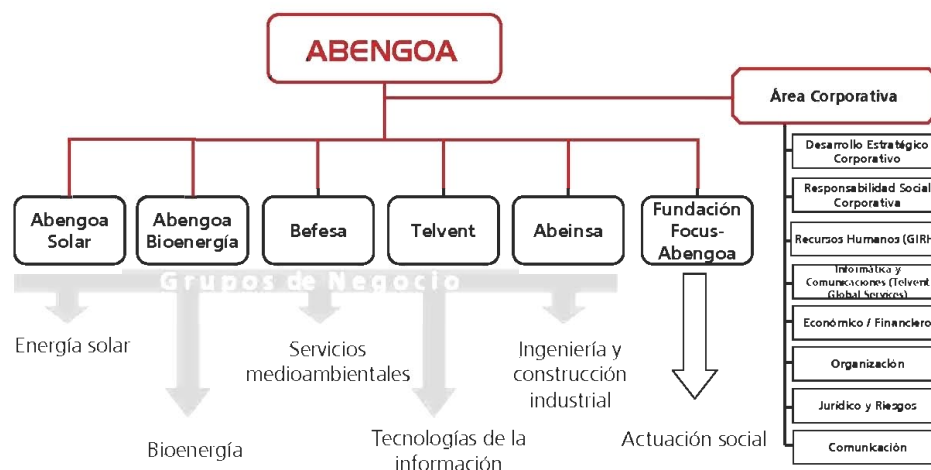 ABENGOA
Área Corporativa
Desarrollo Estratégico
Corporativo
Responsabilidad Social
Corporativa
Recursos Humanos (GIRH
Informática y
Comunicaciones (Telvent
Global Services)
Económico / Financiero
Organización
Jurídico y Riesgos
Comunicación
Abengoa
Solar
Abengoa
Bioenergía
Befesa
Telvent
Abeinsa
Fundación
Focus-
Abengoa
Grupos de Negocio
Energía solar
Bioenergía
Servicios
medioambientales
Tecnologías de la
información
Ingeniería y
construcción
industrial
Actuación social